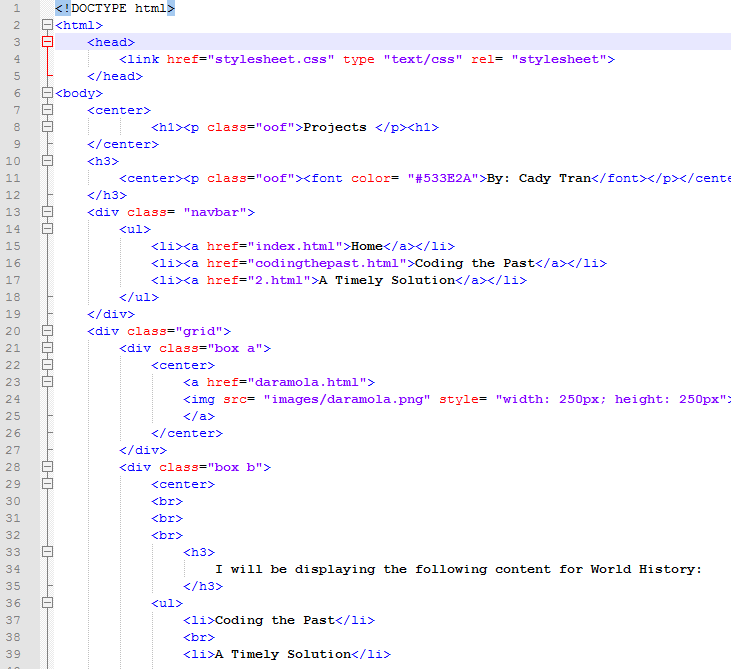 1 <!DOCTYPE html>
2 <html>
3 <head>
4 <link href="stylesheet.css" type "text/css" rel= "stylesheet">
5 </head>
6 <body>
7 <center>
8 <h1><p class="oof">Projects </p><h1>
9 </center>
10 <h3>
11 <center><p class="oof"><font color= "#533E2A">By: Cady Tran</font></p></cente
12 </h3>
13 <div class= "navbar">
14 <ul>
15 <li><a href="index.html">Home</a></li>
16 <li><a href="codingthepast.html">Coding the Past</a></li>
17 <li><a href="2.html">A Timely Solution</a></li>
18 </ul>
19 </div>
20 <div class="grid">
21 <div class="box a">
22 <center>
23 <a href="daramola.html">
24 <img src= "images/daramola.png" style= "width: 250px; height: 250px">
25 </a>
26 </center>
27 </div>
28 <div class="box b">
29 <center>
30 <br>
31 <br>
32 <br>
33 <h3>
34 I will be displaying the following content for World History:
35 </h3>
36 <ul>
37 <li>Coding the Past</li>
38 <br>
39 <li>A Timely Solution</li>